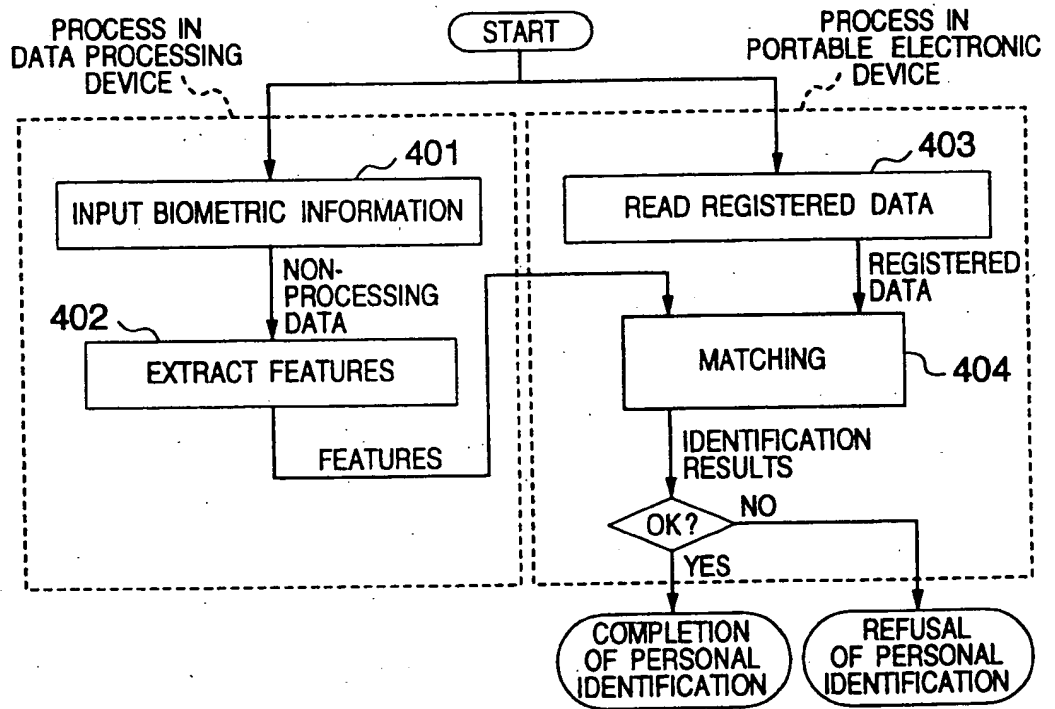 PROCESS IN
DATA PROCESSING
DEVICE
START
PROCESS IN
PORTABLE ELECTRONIC
DEVICE
401
INPUT BIOMETRIC INFORMATION
403
READ REGISTERED DATA
NON-
PROCESSING
DATA
REGISTERED
DATA
402
EXTRACT FEATURES
MATCHING
404
FEATURES
IDENTIFICATION
RESULTS
OK?
NO
YES
COMPLETION
OF PERSONAL
IDENTIFICATION
REFUSAL
OF PERSONAL
IDENTIFICATION